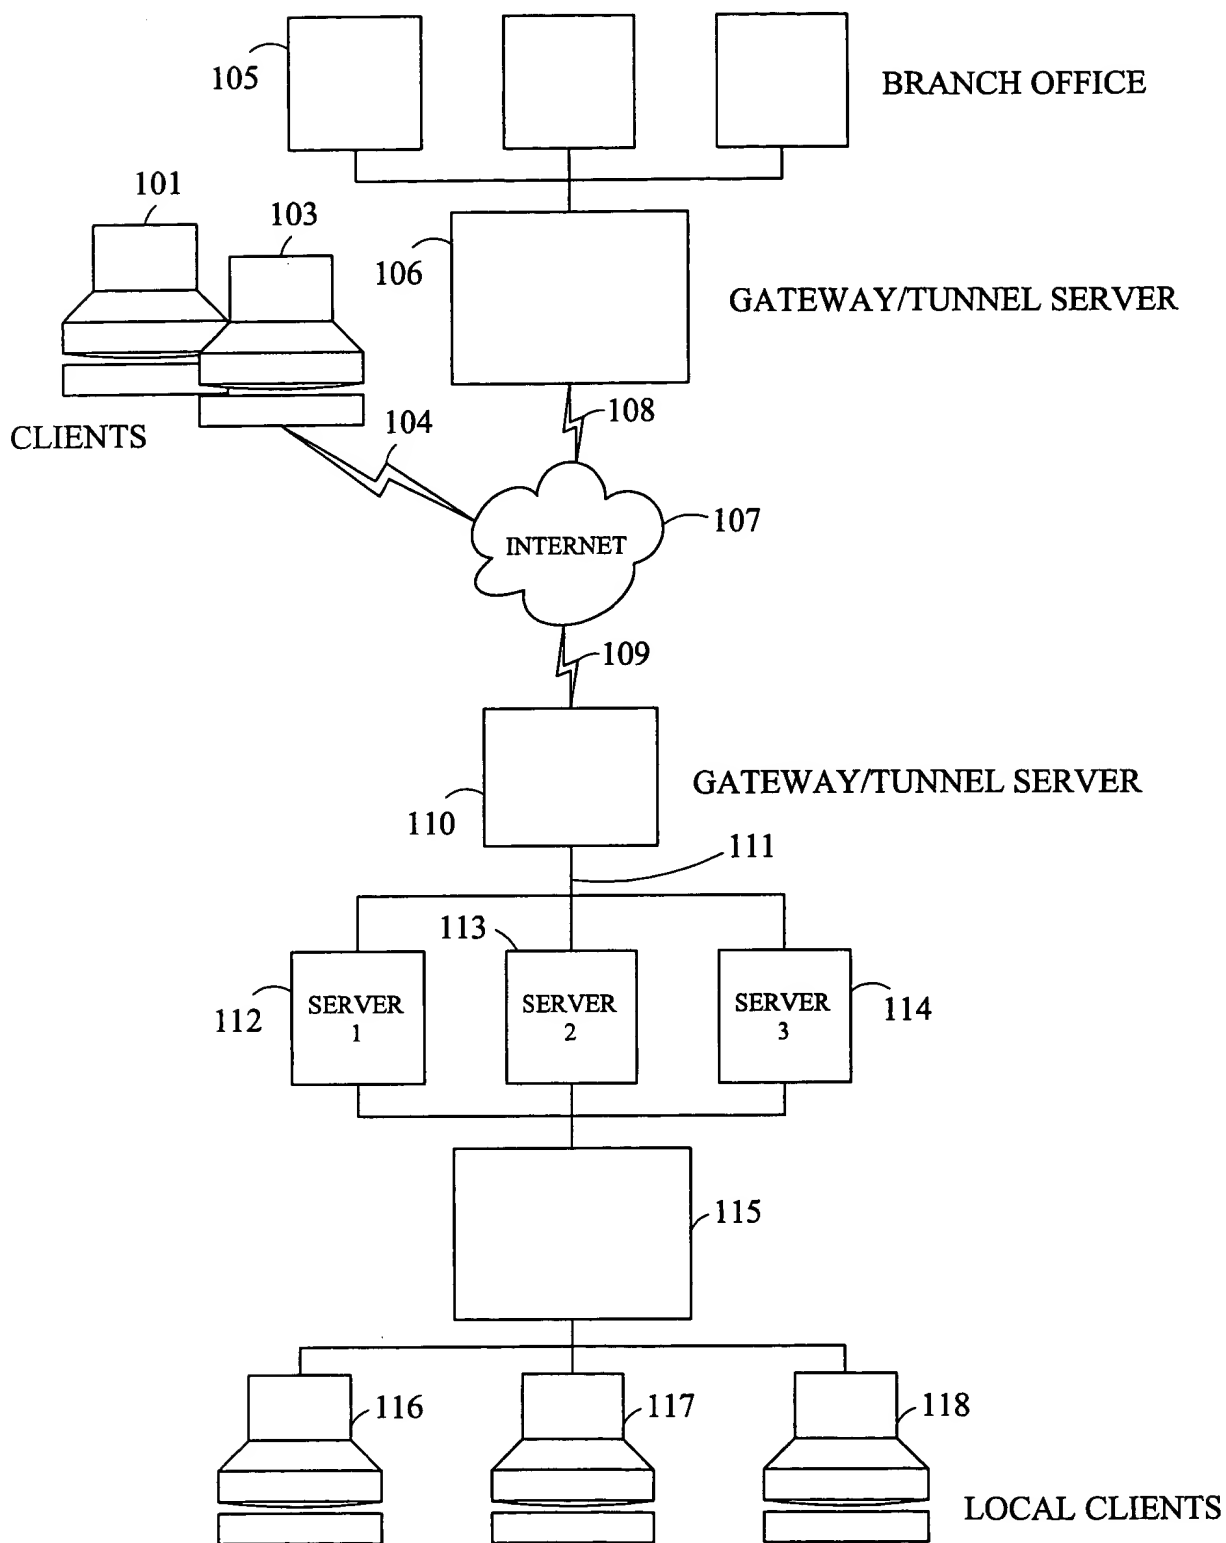 105
BRANCH OFFICE
101
103
106
GATEWAY/TUNNEL SERVER
108
104
CLIENTS
107
INTERNET
109
GATEWAY/TUNNEL SERVER
110
111
113
112
SERVER
1
SERVER
2
SERVER
3
114
115
116
117
118
LOCAL CLIENTS